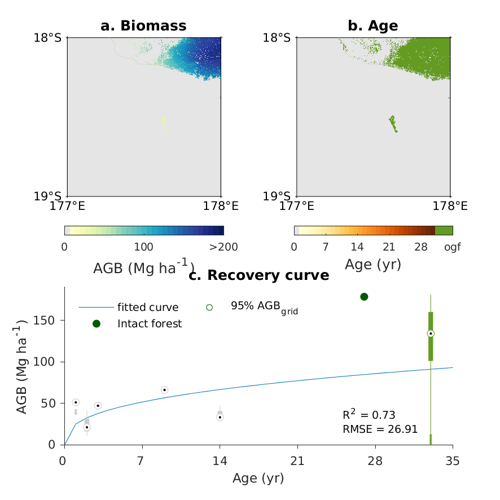 a. Biomass
b. Age
18°S
18°S
19°S
19°S
177°E
178°E
177°E
178°E
0
100
>200
0
7
14
21
28
ogf
AGB (Mg ha⁻¹)
Age (yr)
c. Recovery curve
fitted curve
95% AGB_grid
Intact forest
150
100
50
0
AGB (Mg ha⁻¹)
R² = 0.73
RMSE = 26.91
0
7
14
21
28
35
Age (yr)